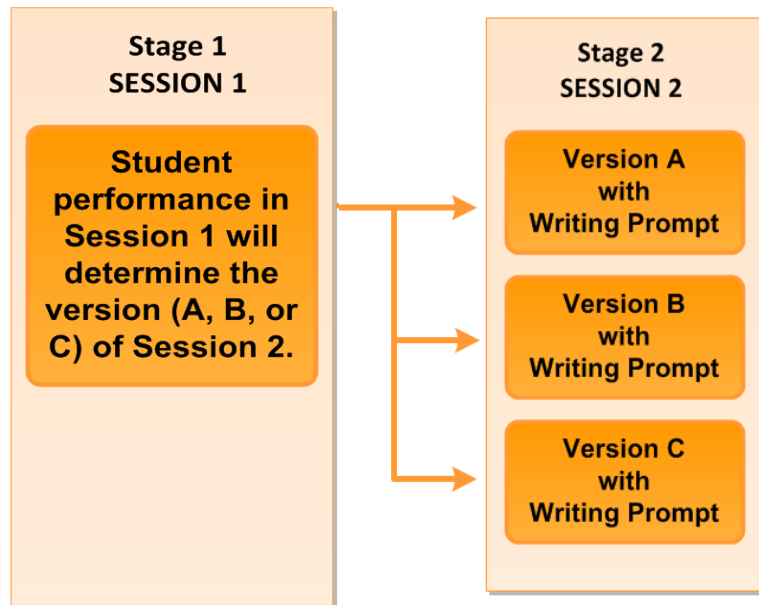 Stage 1
SESSION 1
Student
performance in
Session 1 will
determine the
version (A, B, or
C) of Session 2.
Stage 2
SESSION 2
Version A
with
Writing Prompt
Version B
with
Writing Prompt
Version C
with
Writing Prompt